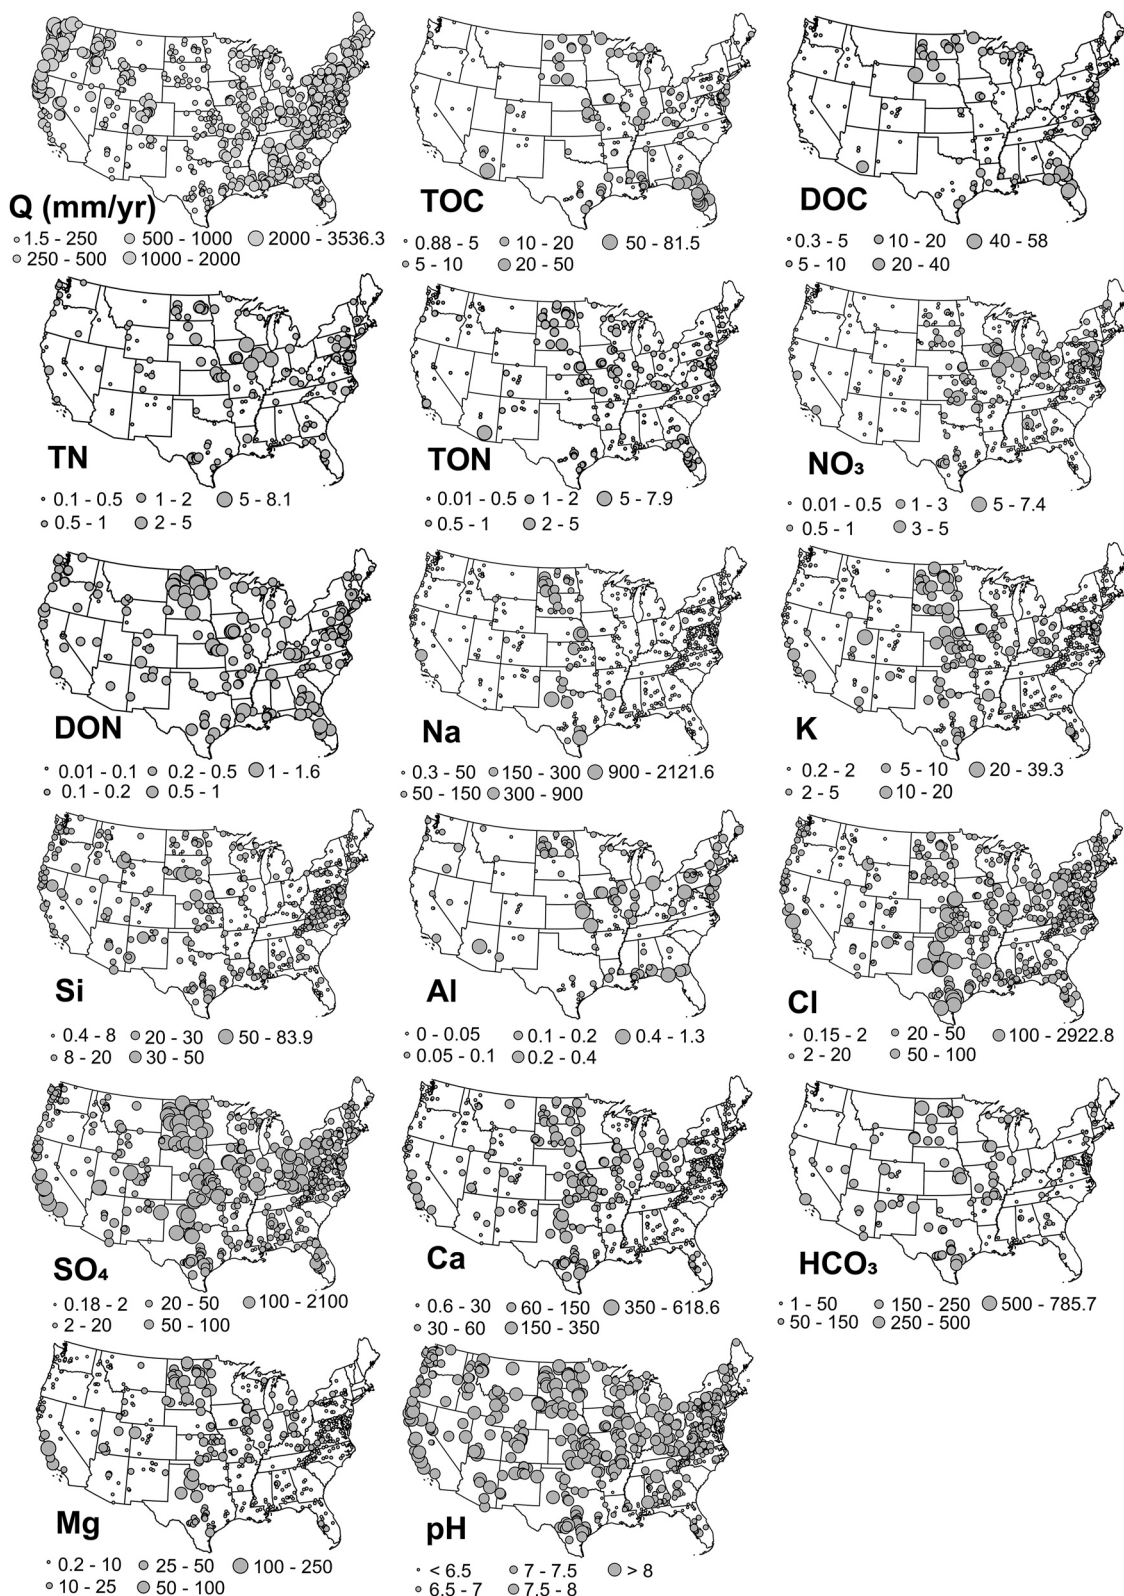 Q (mm/yr)
1.5 - 250 500 - 1000 2000 - 3536.3
250 - 500 1000 - 2000
TOC
0.88 - 5 10 - 20 50 - 81.5
5 - 10 20 - 50
DOC
0.3 - 5 10 - 20 40 - 58
5 - 10 20 - 40
TN
0.1 - 0.5 1 - 2 5 - 8.1
0.5 - 1 2 - 5
TON
0.01 - 0.5 1 - 2 5 - 7.9
0.5 - 1 2 - 5
NO₃
0.01 - 0.5 1 - 3 5 - 7.4
0.5 - 1 3 - 5
DON
0.01 - 0.1 0.2 - 0.5 1 - 1.6
0.1 - 0.2 0.5 - 1
Na
0.3 - 50 150 - 300 900 - 2121.6
50 - 150 300 - 900
K
0.2 - 2 5 - 10 20 - 39.3
2 - 5 10 - 20
Si
0.4 - 8 20 - 30 50 - 83.9
8 - 20 30 - 50
Al
0 - 0.05 0.1 - 0.2 0.4 - 1.3
0.05 - 0.1 0.2 - 0.4
Cl
0.15 - 2 20 - 50 100 - 2922.8
2 - 20 50 - 100
SO₄
0.18 - 2 20 - 50 100 - 2100
2 - 20 50 - 100
Ca
0.6 - 30 60 - 150 350 - 618.6
30 - 60 150 - 350
HCO₃
1 - 50 150 - 250 500 - 785.7
50 - 150 250 - 500
Mg
0.2 - 10 25 - 50 100 - 250
10 - 25 50 - 100
pH
< 6.5 7 - 7.5 > 8
6.5 - 7 7.5 - 8